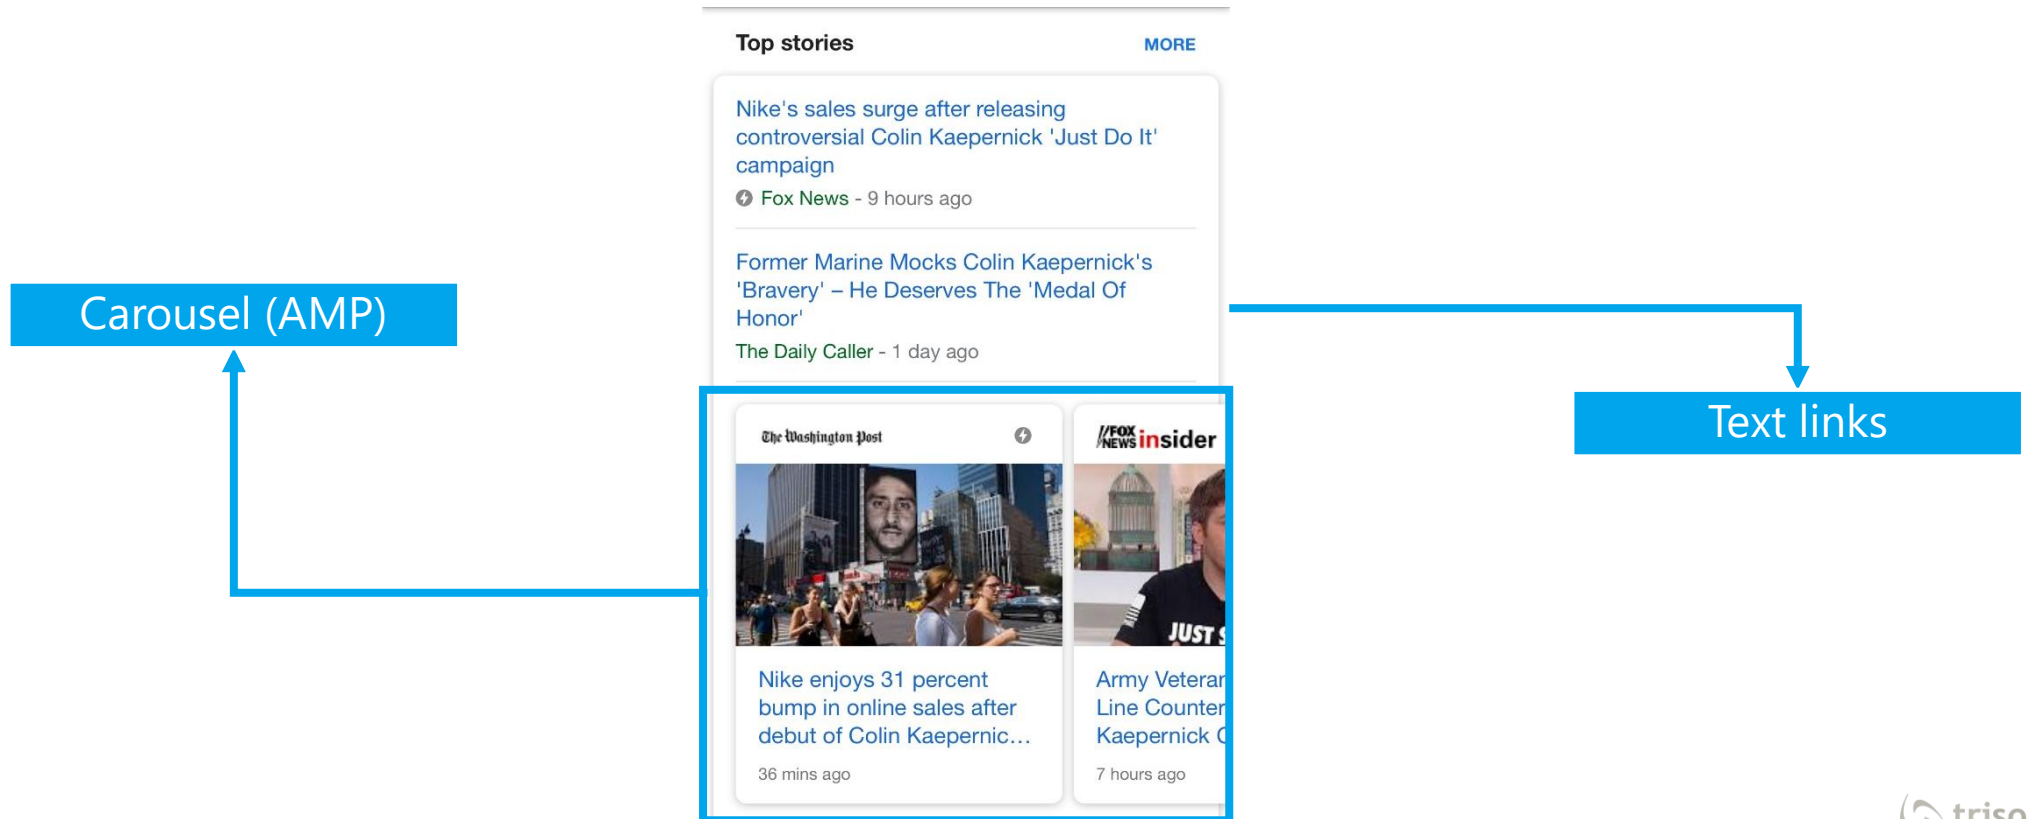 Top stories
MORE
Nike's sales surge after releasing
controversial Colin Kaepernick 'Just Do It'
campaign
Fox News - 9 hours ago
Former Marine Mocks Colin Kaepernick's
'Bravery' – He Deserves The 'Medal Of
Honor'
The Daily Caller - 1 day ago
Carousel (AMP)
Text links
The Washington Post
Nike enjoys 31 percent
bump in online sales after
debut of Colin Kaepernic...
36 mins ago
FOX
NEWS insider
JUST
Army Veteran
Line Counter
Kaepernick
7 hours ago